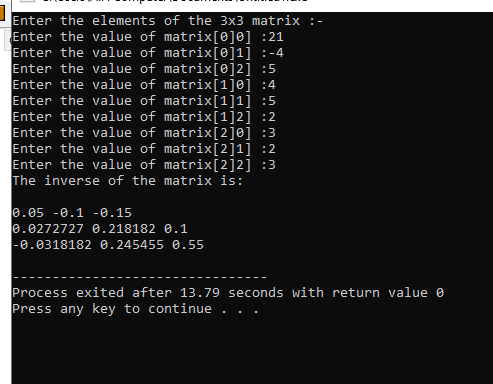 Enter the elements of the 3x3 matrix :-
Enter the value of matrix[0]0] :21
Enter the value of matrix[0]1] :-4
Enter the value of matrix[0]2] :5
Enter the value of matrix[1]0] :4
Enter the value of matrix[1]1] :5
Enter the value of matrix[1]2] :2
Enter the value of matrix[2]0] :3
Enter the value of matrix[2]1] :2
Enter the value of matrix[2]2] :3
The inverse of the matrix is:
0.05 -0.1 -0.15
0.0272727 0.218182 0.1
-0.0318182 0.245455 0.55
--------------------------------
Process exited after 13.79 seconds with return value 0
Press any key to continue . . .